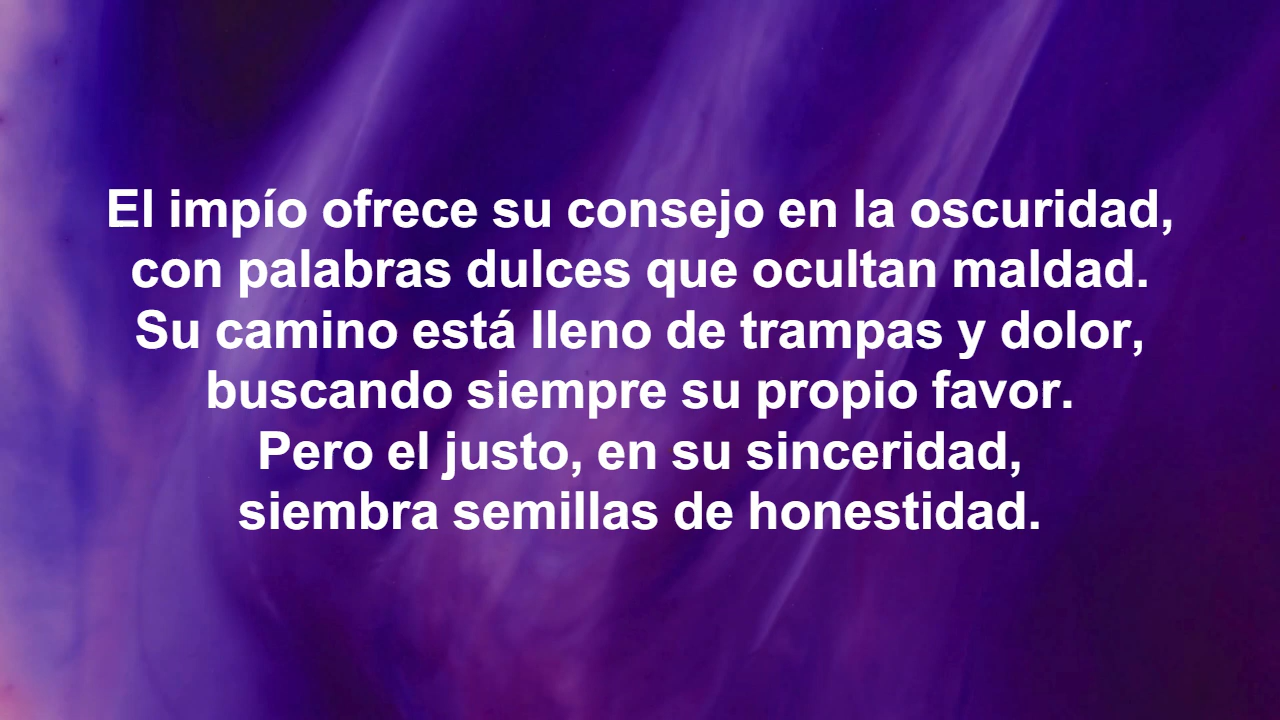 El impío ofrece su consejo en la oscuridad,
con palabras dulces que ocultan maldad.
Su camino está lleno de trampas y dolor,
buscando siempre su propio favor.
Pero el justo, en su sinceridad,
siembra semillas de honestidad.